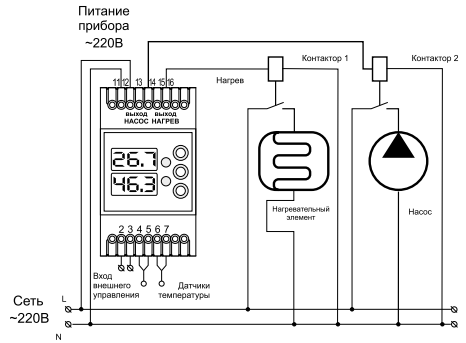 Питание
прибора
~220В
11 12 13 14 15 16
Контактор 1
Контактор 2
Нагрев
выход выход
НАСОС НАГРЕВ
26.7
46.3
Нагревательный
элемент
Насос
2 3 4 5 6 7
Вход
внешнего
управления
Датчики
температуры
Сеть
~220В
L
N